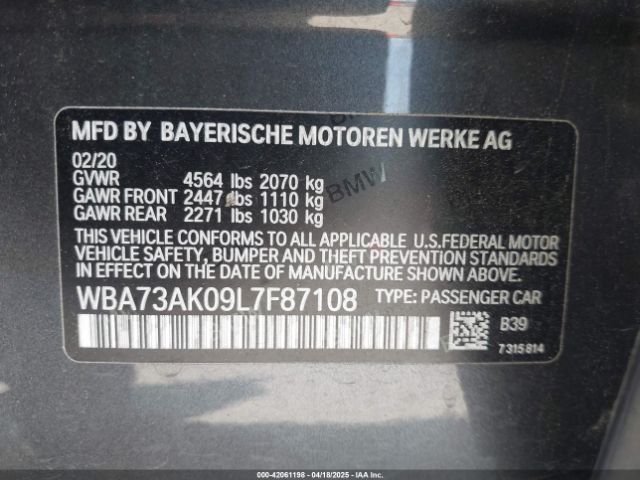 MFD BY BAYERISCHE MOTOREN WERKE AG
02/20
GVWR 4564 lbs 2070 kg
GAWR FRONT 2447 lbs 1110 kg
GAWR REAR 2271 lbs 1030 kg
THIS VEHICLE CONFORMS TO ALL APPLICABLE U.S.FEDERAL MOTOR
VEHICLE SAFETY, BUMPER AND THEFT PREVENTION STANDARDS
IN EFFECT ON THE DATE OF MANUFACTURE SHOWN ABOVE.
WBA73AK09L7F87108 TYPE: PASSENGER CAR
B39
7315814
BMW
000-42061198 - 04/18/2025 - IAA Inc.